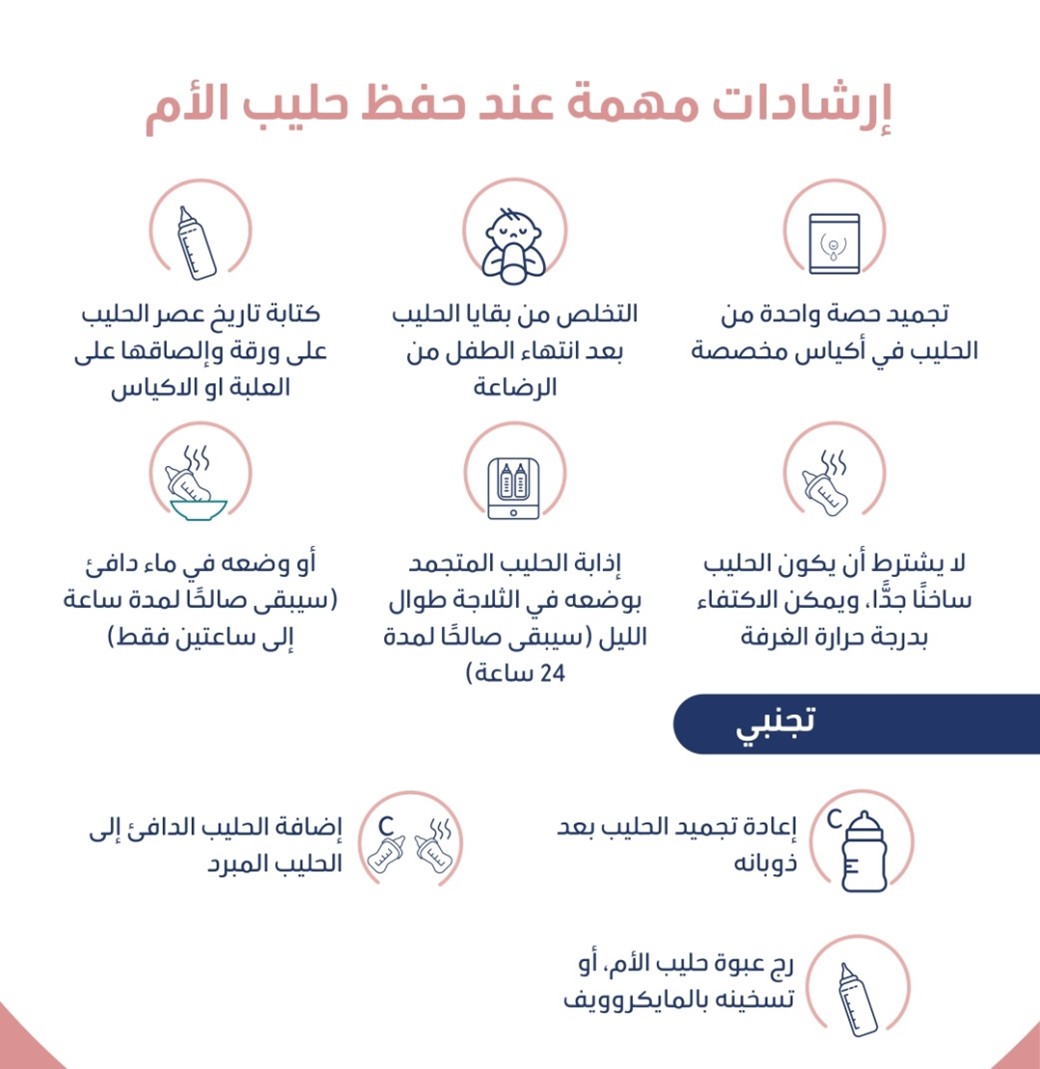 إرشادات مهمة عند حفظ حليب الأم
تجميد حصة واحدة من
الحليب في أكياس مخصصة
التخلص من بقايا الحليب
بعد انتهاء الطفل من
الرضاعة
كتابة تاريخ عصر الحليب
على ورقة وإلصاقها على
العلبة او الاكياس
لا يشترط أن يكون الحليب
ساخنًا جدًّا، ويمكن الاكتفاء
بدرجة حرارة الغرفة
إذابة الحليب المتجمد
بوضعه في الثلاجة طوال
الليل (سيبقى صالحًا لمدة
24 ساعة)
أو وضعه في ماء دافئ
(سيبقى صالحًا لمدة ساعة
إلى ساعتين فقط)
تجنبي
C
إعادة تجميد الحليب بعد
ذوبانه
C
إضافة الحليب الدافئ إلى
الحليب المبرد
رج عبوة حليب الأم، أو
تسخينه بالمايكروويف